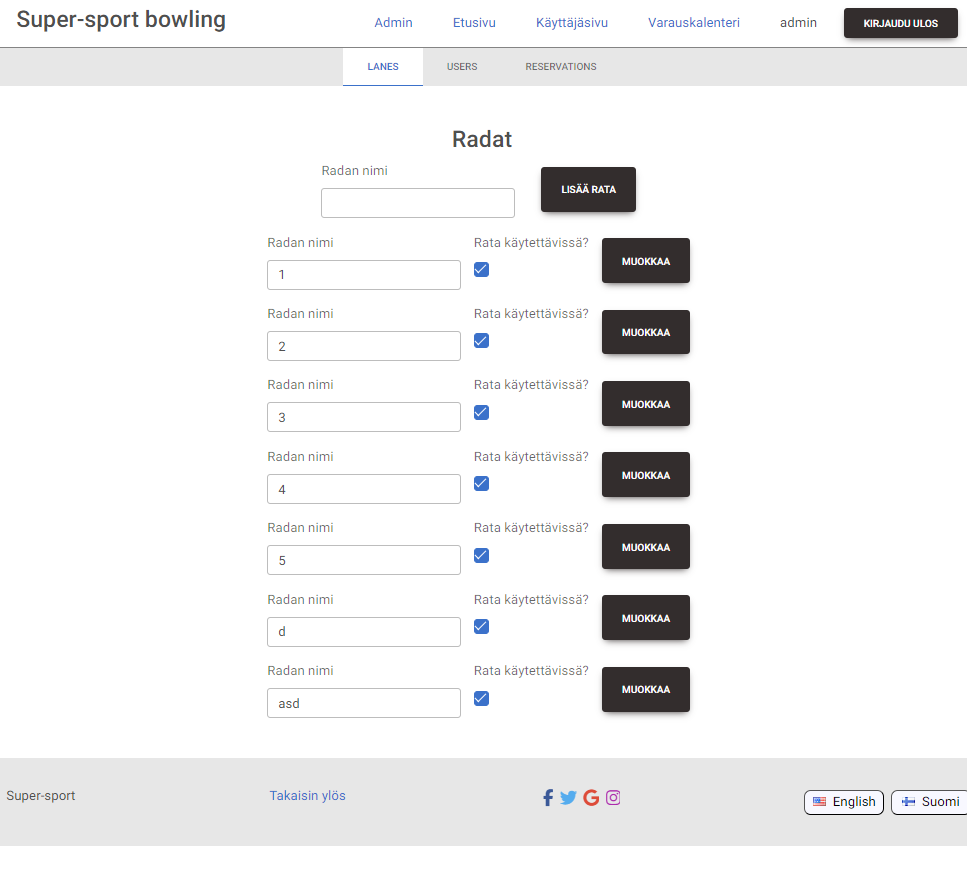 Super-sport bowling
Admin Etusivu Käyttäjäsivu Varauskalenteri admin KIRJAUDU ULOS
LANES USERS RESERVATIONS
Radat
Radan nimi
LISÄÄ RATA
Radan nimi Rata käytettävissä?
1 MUOKKAA
Radan nimi Rata käytettävissä?
2 MUOKKAA
Radan nimi Rata käytettävissä?
3 MUOKKAA
Radan nimi Rata käytettävissä?
4 MUOKKAA
Radan nimi Rata käytettävissä?
5 MUOKKAA
Radan nimi Rata käytettävissä?
d MUOKKAA
Radan nimi Rata käytettävissä?
asd MUOKKAA
Super-sport Takaisin ylös English Suomi